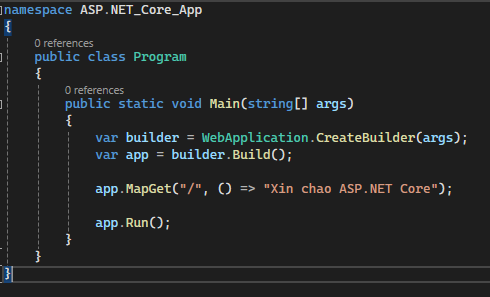 namespace ASP.NET_Core_App
{
0 references
public class Program
{
0 references
public static void Main(string[] args)
{
var builder = WebApplication.CreateBuilder(args);
var app = builder.Build();
app.MapGet("/", () => "Xin chao ASP.NET Core");
app.Run();
}
}
}